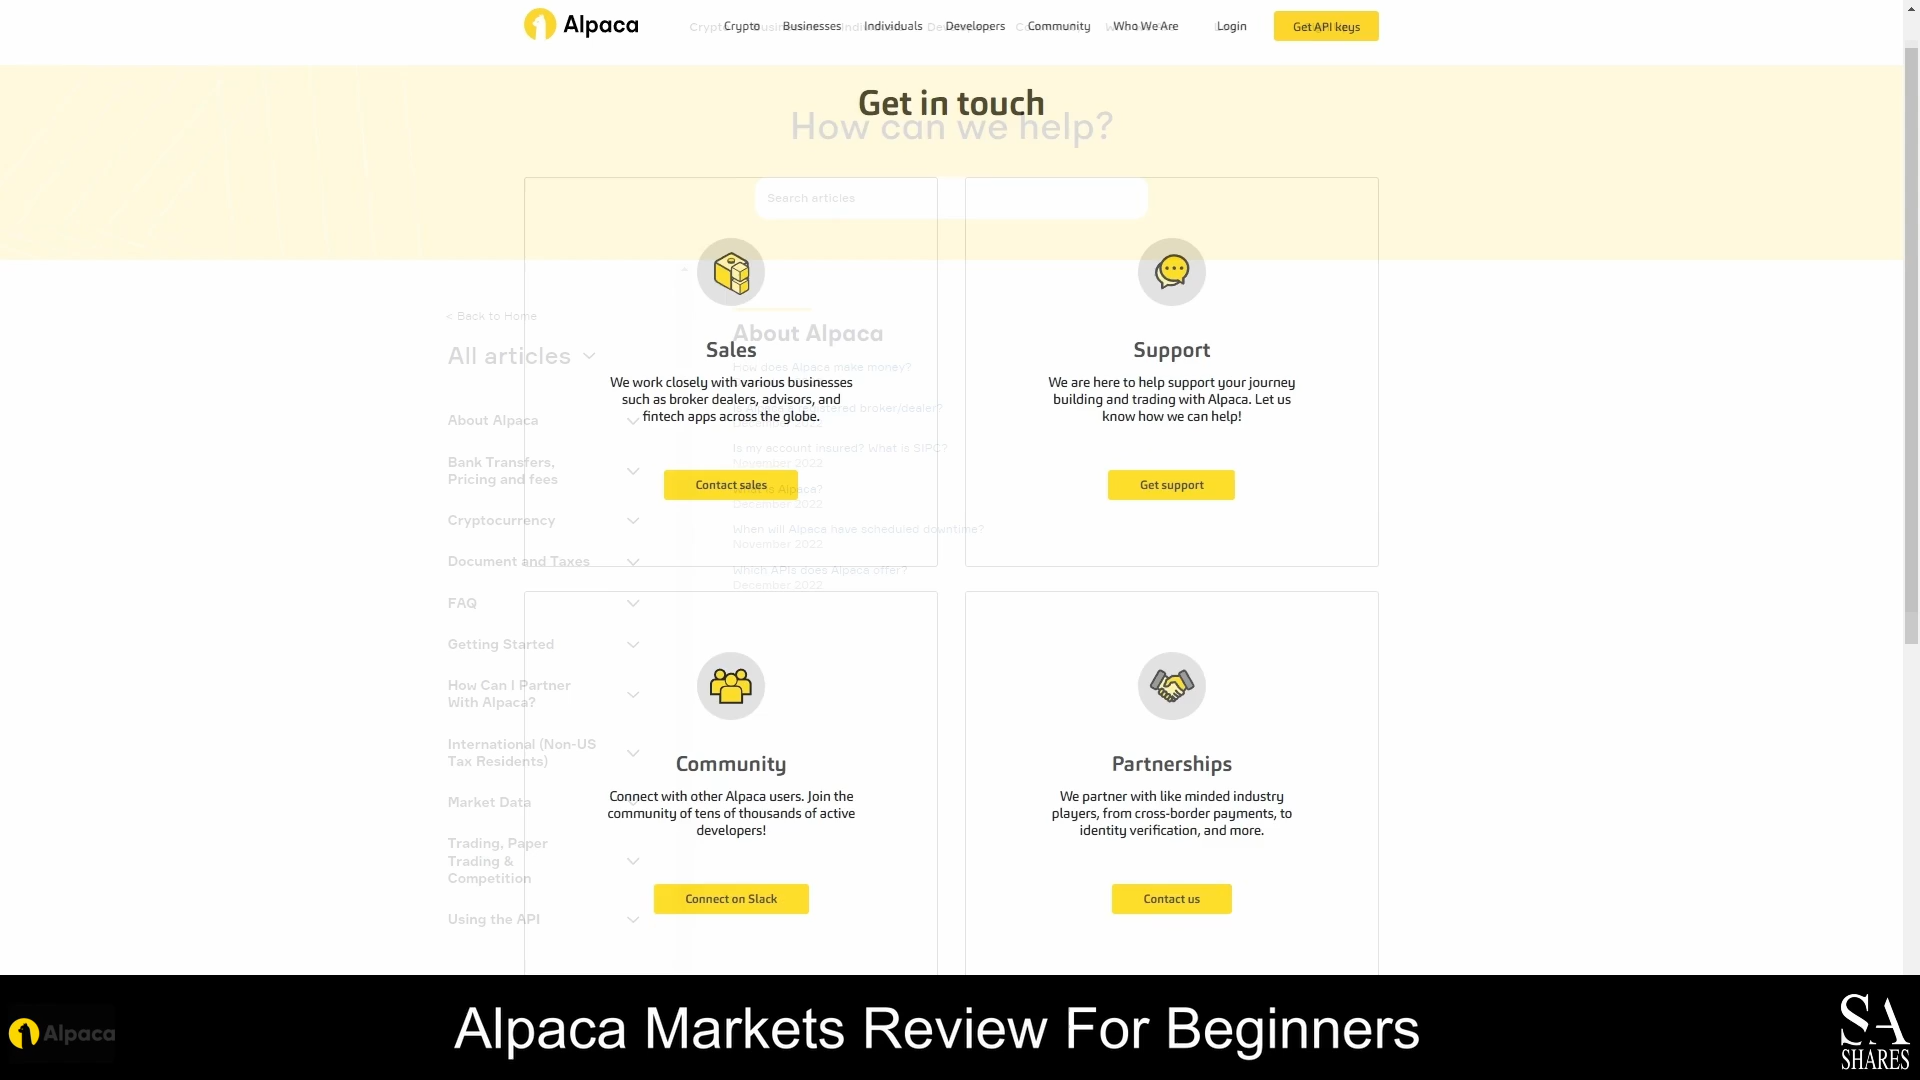 Alpaca
Crypto Businesses Individuals Developers Community Who We Are Login Get API keys
Get in touch
How can we help?
Search articles
< Back to Home
All articles
About Alpaca
Bank Transfers,
Pricing and fees
Cryptocurrency
Document and Taxes
FAQ
Getting Started
How Can I Partner
With Alpaca?
International (Non-US
Tax Residents)
Market Data
Trading, Paper
Trading &
Competition
Using the API
About Alpaca
How does Alpaca make money?
registered broker/dealer?
December 2022
Is my account insured? What is SIPC?
November 2022
What is Alpaca?
December 2022
When will Alpaca have scheduled downtime?
November 2022
Which APIs does Alpaca offer?
December 2022
Sales
We work closely with various businesses
such as broker dealers, advisors, and
fintech apps across the globe.
Contact sales
Support
We are here to help support your journey
building and trading with Alpaca. Let us
know how we can help!
Get support
Community
Connect with other Alpaca users. Join the
community of tens of thousands of active
developers!
Connect on Slack
Partnerships
We partner with like minded industry
players, from cross-border payments, to
identity verification, and more.
Contact us
Alpaca
Alpaca Markets Review For Beginners
SA
SHARES